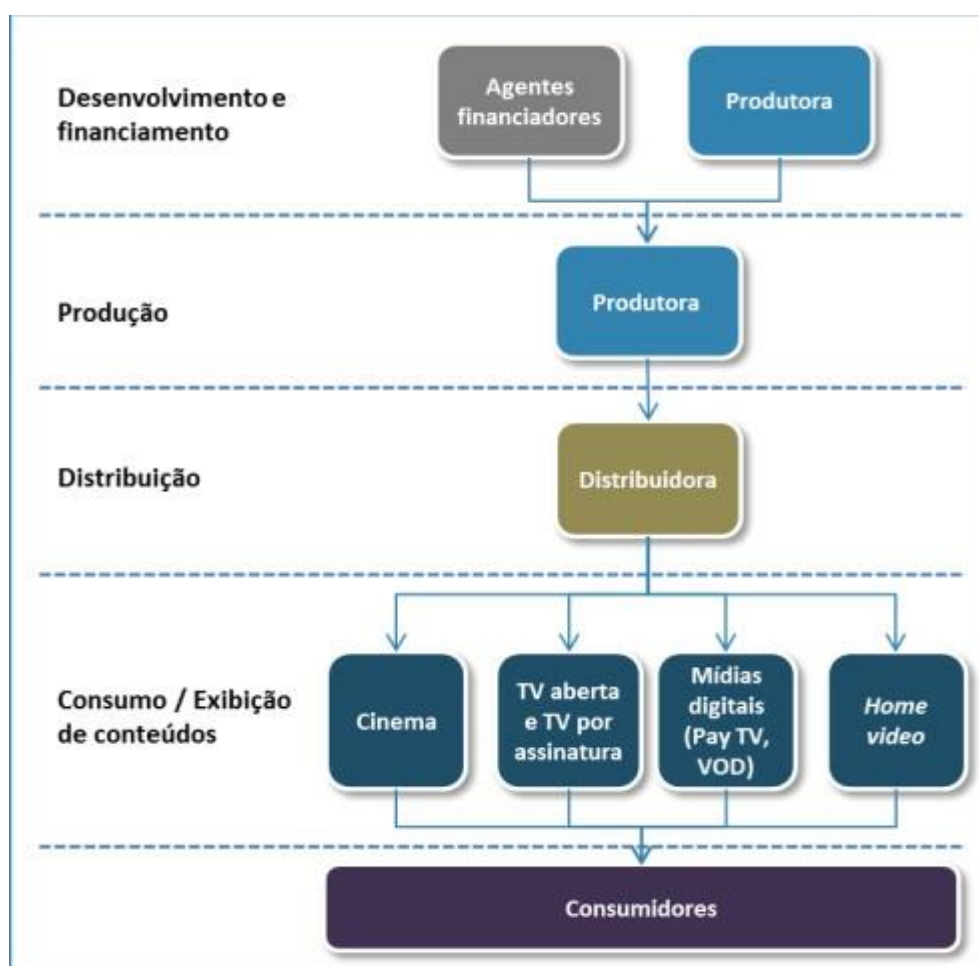 Desenvolvimento e
financiamento
Agentes
financiadores
Produtora
Produção
Produtora
Distribuição
Distribuidora
Consumo / Exibição
de conteúdos
Cinema
TV aberta
e TV por
assinatura
Mídias
digitais
(Pay TV,
VOD)
Home
video
Consumidores